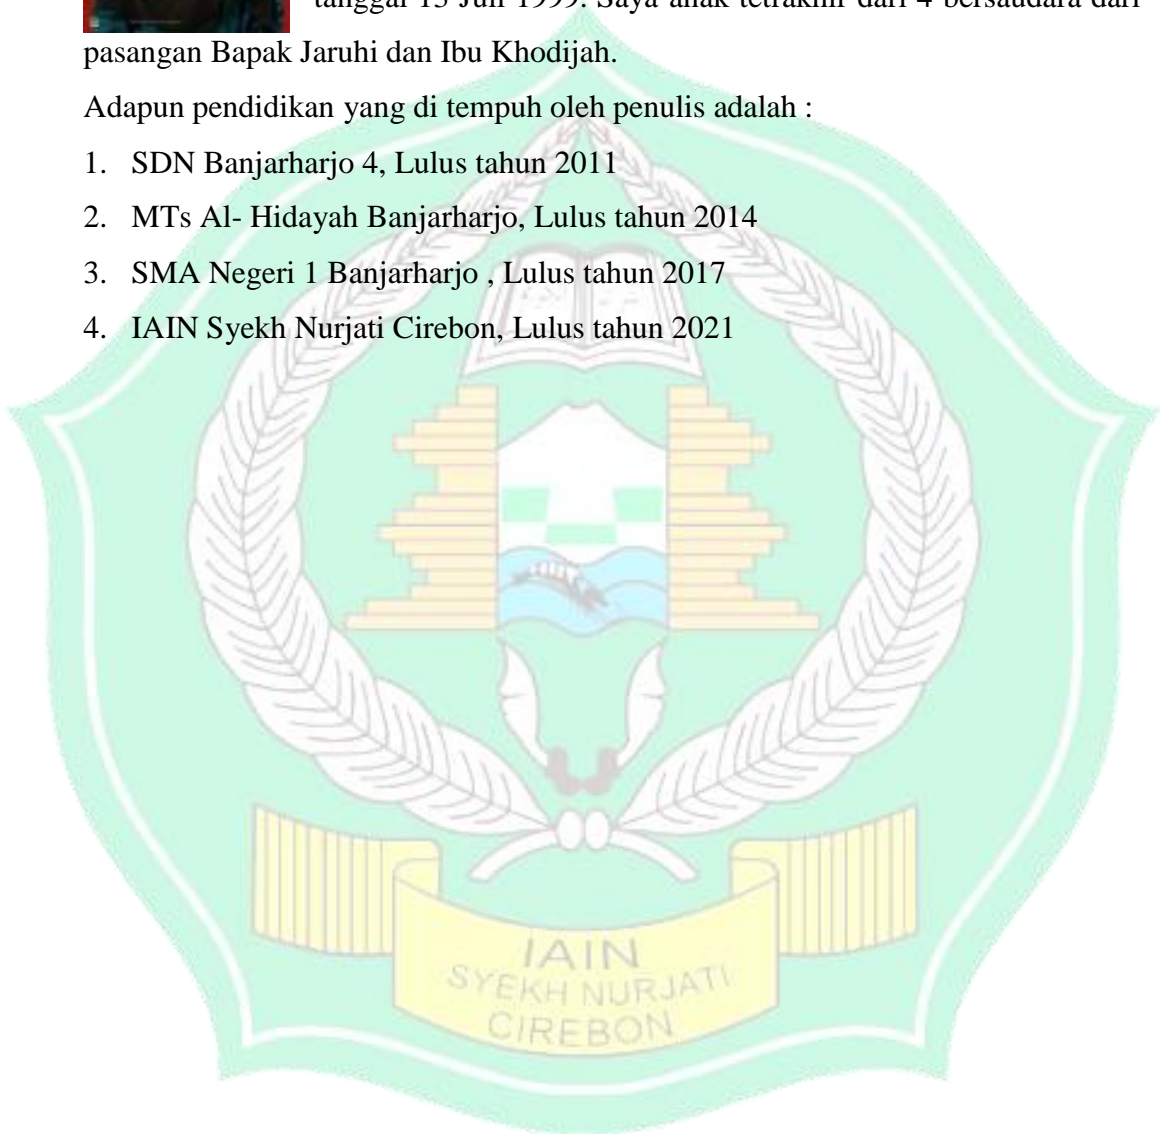 tanggal Juli 1999. Saya anak tetrakhir dari 4 bersaudara dari
pasangan Bapak Jaruhi dan Ibu Khodijah.
Adapun pendidikan yang di tempuh oleh penulis adalah :
1. SDN Banjarharjo 4, Lulus tahun 2011
2. MTs Al- Hidayah Banjarharjo, Lulus tahun 2014
3. SMA Negeri 1 Banjarharjo , Lulus tahun 2017
4. IAIN Syekh Nurjati Cirebon, Lulus tahun 2021
IAIN
SYEKH NURJATI
CIREBON